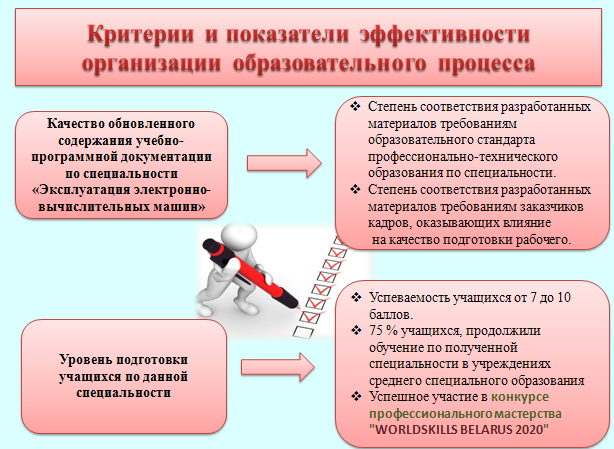 Критерии и показатели эффективности
организации образовательного процесса
Качество обновленного
содержания учебно-
программной документации
по специальности
«Эксплуатация электронно-
вычислительных машин»
❖ Степень соответствия разработанных
материалов требованиям
образовательного стандарта
профессионально-технического
образования по специальности.
❖ Степень соответствия разработанных
материалов требованиям заказчиков
кадров, оказывающих влияние
на качество подготовки рабочего.
Уровень подготовки
учащихся по данной
специальности
❖ Успеваемость учащихся от 7 до 10
баллов.
❖ 75 % учащихся, продолжили
обучение по полученной
специальности в учреждениях
среднего специального образования
❖ Успешное участие в конкурсе
профессионального мастерства
"WORLDSKILLS BELARUS 2020"